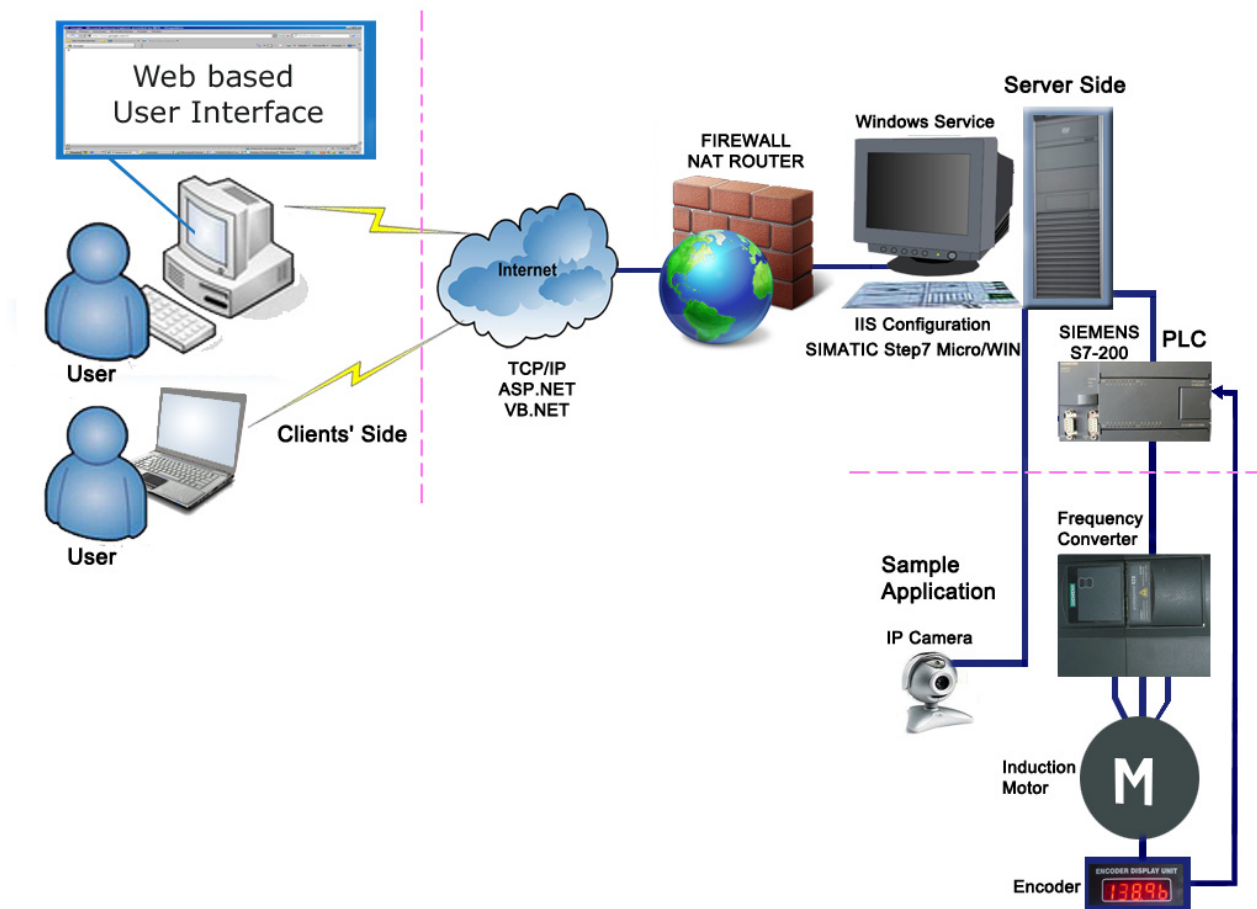 Web based
User Interface
User
User
Clients' Side
Internet
TCP/IP
ASP.NET
VB.NET
FIREWALL
NAT ROUTER
Windows Service
Server Side
IIS Configuration
SIMATIC Step7 Micro/WIN
SIEMENS
S7-200
PLC
Sample
Application
IP Camera
Frequency
Converter
Induction
Motor
M
Encoder
ENCODER DISPLAY UNIT
138.96